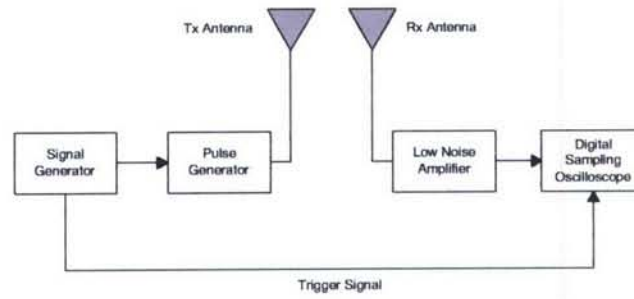 Tx Antenna
Rx Antenna
Signal
Generator
Pulse
Generator
Low Noise
Amplifier
Digital
Sampling
Oscilloscope
Trigger Signal